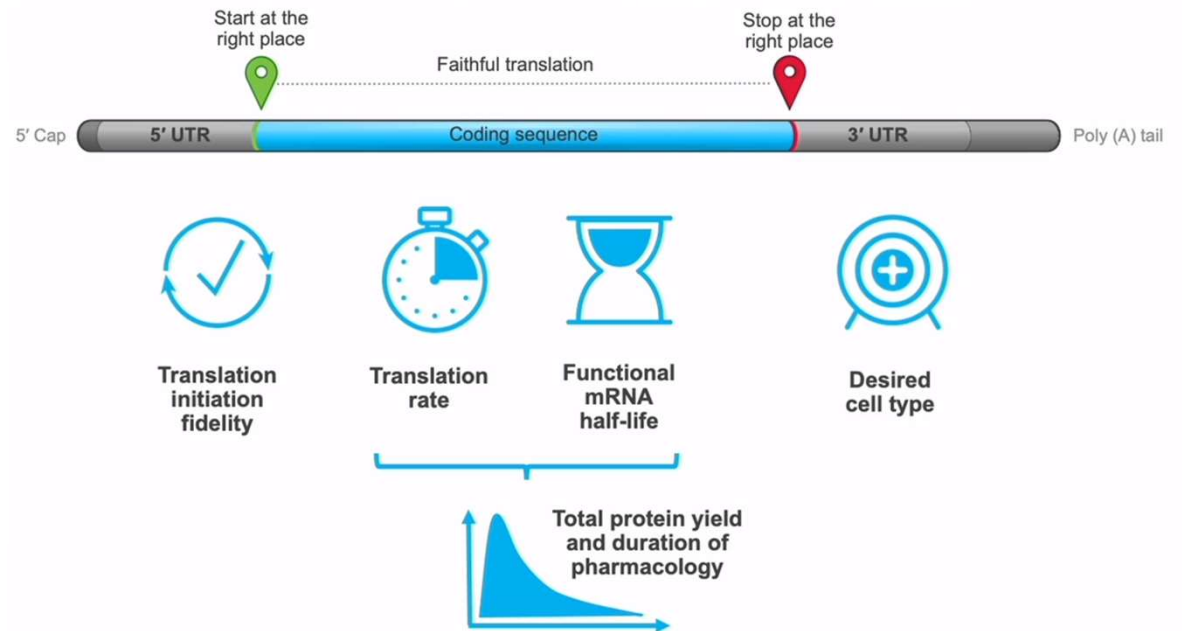 Start at the
right place
Stop at the
right place
Faithful translation
5′ Cap
5′ UTR
Coding sequence
3′ UTR
Poly (A) tail
Translation
initiation
fidelity
Translation
rate
Functional
mRNA
half-life
Desired
cell type
Total protein yield
and duration of
pharmacology